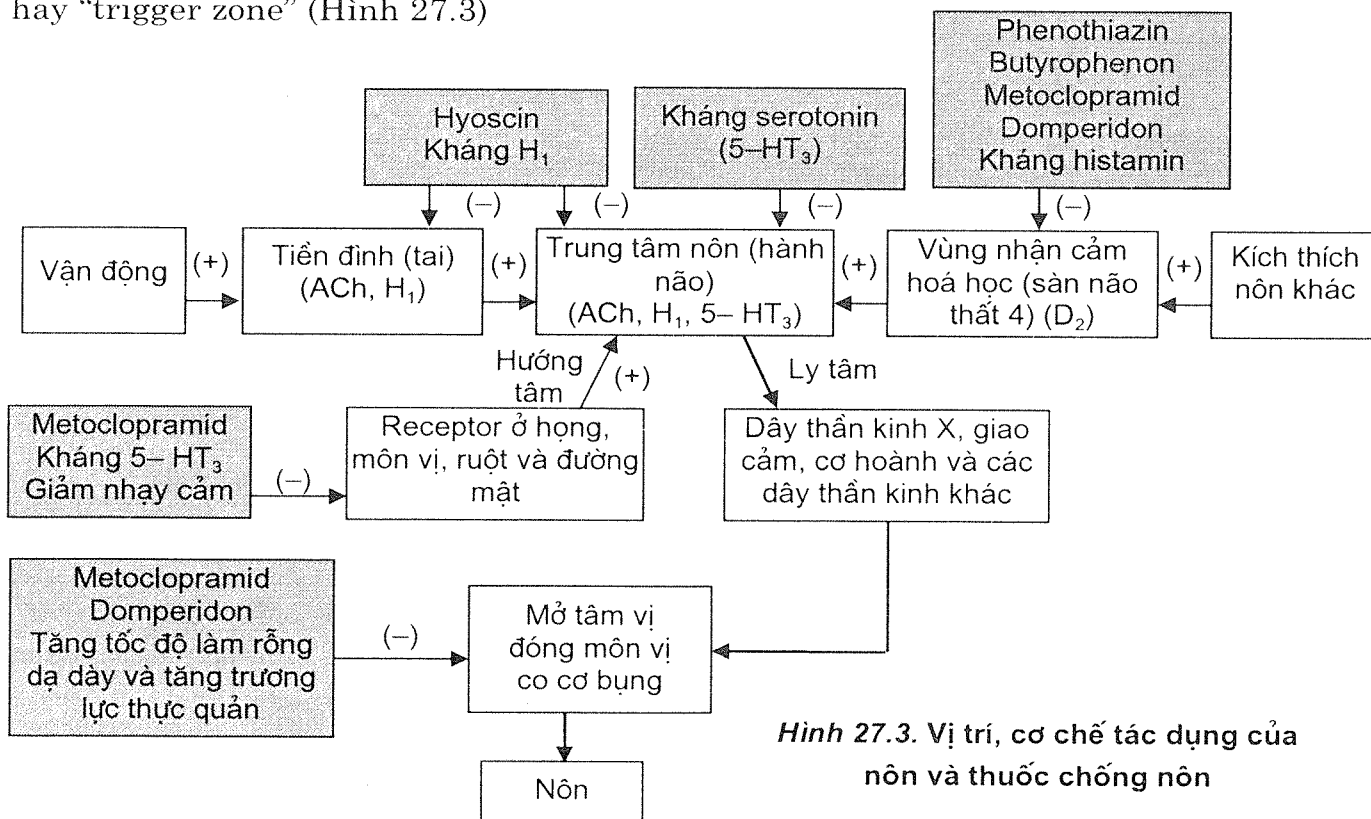 hay “trigger zone” (Hình 27.3)
Phenothiazin
Butyrophenon
Metoclopramid
Domperidon
Kháng histamin
Hyoscin
Kháng H₁
Kháng serotonin
(5–HT₃)
(–)
(–)
(–)
(–)
Vận động
(+)
Tiền đình (tai)
(ACh, H₁)
(+)
Trung tâm nôn (hành
não)
(ACh, H₁, 5– HT₃)
(+)
Vùng nhận cảm
hoá học (sàn não
thất 4) (D₂)
(+)
Kích thích
nôn khác
Hướng
tâm
(+)
Ly tâm
Metoclopramid
Kháng 5– HT₃
Giảm nhạy cảm
(–)
Receptor ở họng,
môn vị, ruột và đường
mật
Dây thần kinh X, giao
cảm, cơ hoành và các
dây thần kinh khác
Metoclopramid
Domperidon
Tăng tốc độ làm rỗng
dạ dày và tăng trương
lực thực quản
(–)
Mở tâm vị
đóng môn vị
co cơ bụng
Nôn
Hình 27.3. Vị trí, cơ chế tác dụng của
nôn và thuốc chống nôn